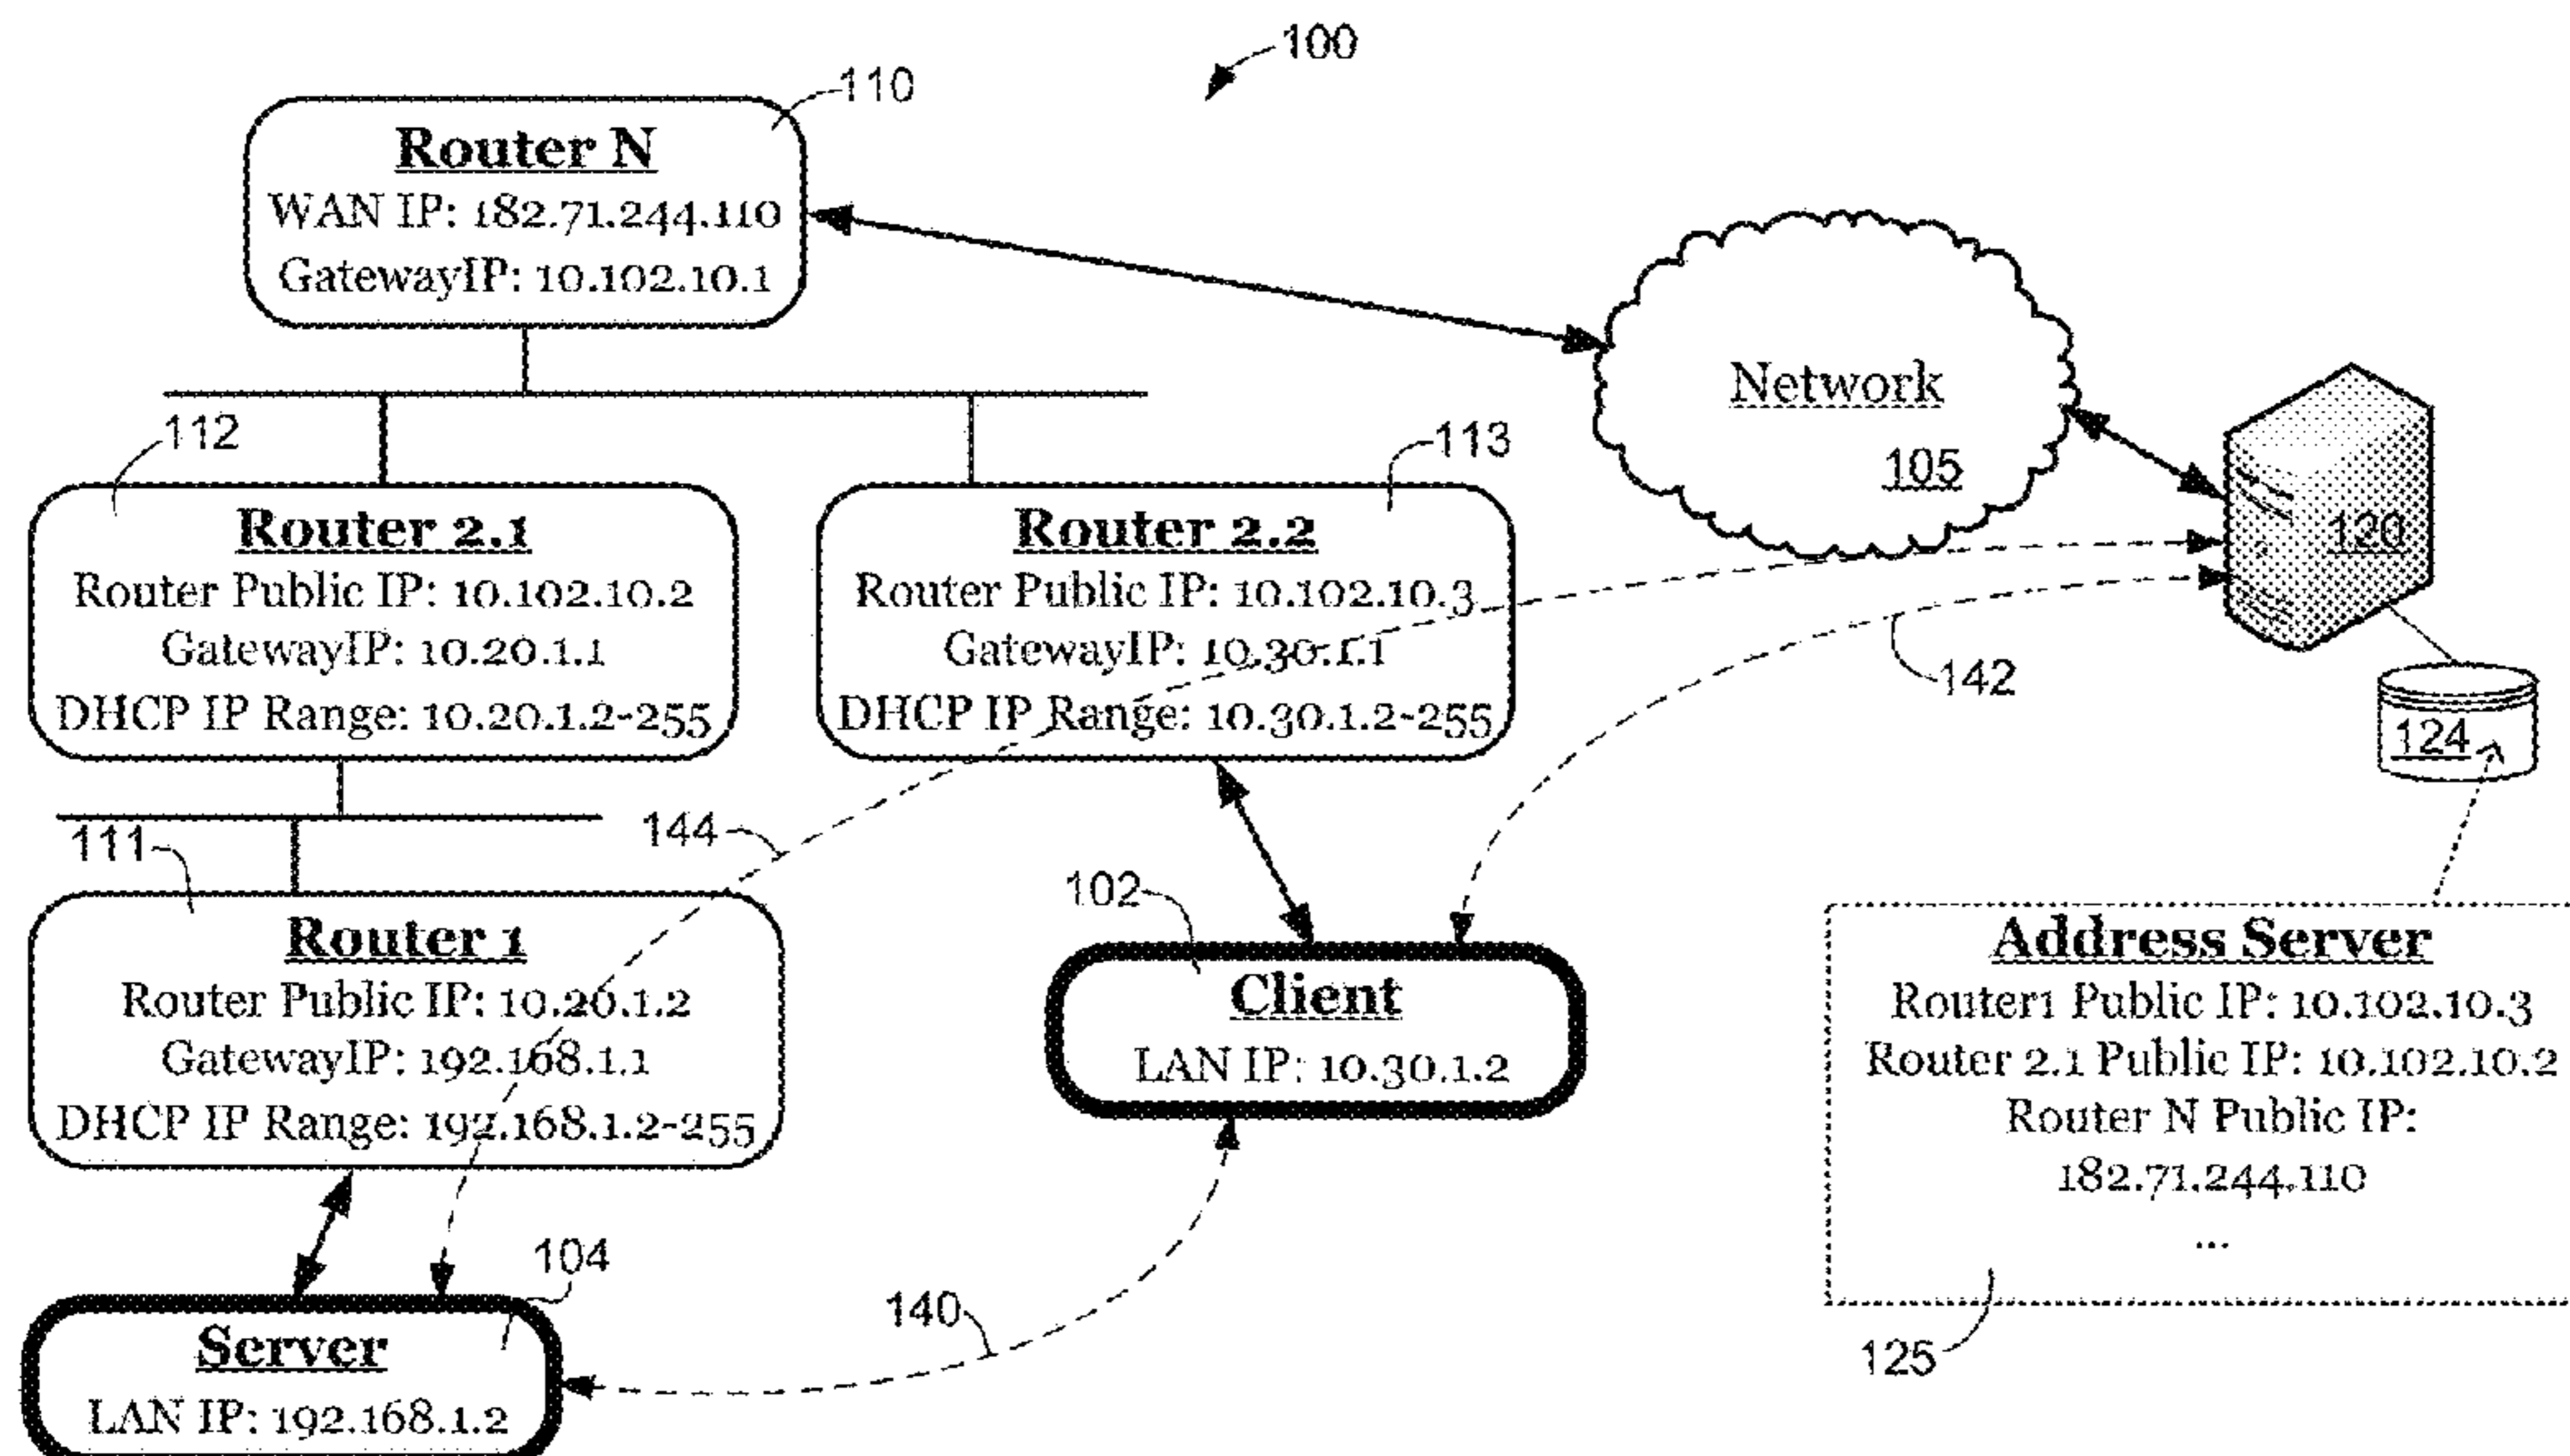 100
110
Router N
WAN IP: 182.71.244.110
GatewayIP: 10.102.10.1
Network
105
120
124
112
Router 2.1
Router Public IP: 10.102.10.2
GatewayIP: 10.20.1.1
DHCP IP Range: 10.20.1.2-255
113
Router 2.2
Router Public IP: 10.102.10.3
GatewayIP: 10.30.1.1
DHCP IP Range: 10.30.1.2-255
142
144
111
Router 1
Router Public IP: 10.20.1.2
GatewayIP: 192.168.1.1
DHCP IP Range: 192.168.1.2-255
102
Client
LAN IP: 10.30.1.2
Address Server
Router1 Public IP: 10.102.10.3
Router 2.1 Public IP: 10.102.10.2
Router N Public IP:
182.71.244.110
...
125
104
Server
LAN IP: 192.168.1.2
140